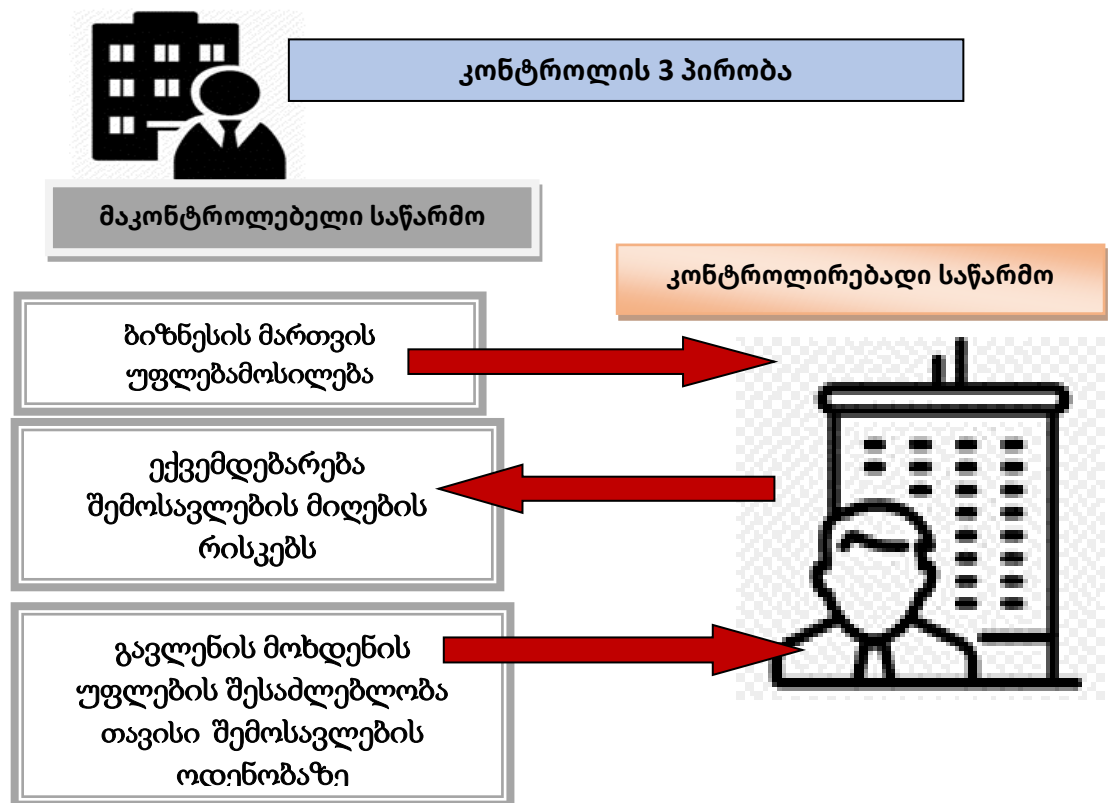 კონტროლის 3 პირობა
მაკონტროლებელი საწარმო
კონტროლირებადი საწარმო
ბიზნესის მართვის
უფლებამოსილება
ექვემდებარება
შემოსავლების მიღების
რისკებს
გავლენის მოხდენის
უფლების შესაძლებლობა
თავისი შემოსავლების
ოდენობაზე